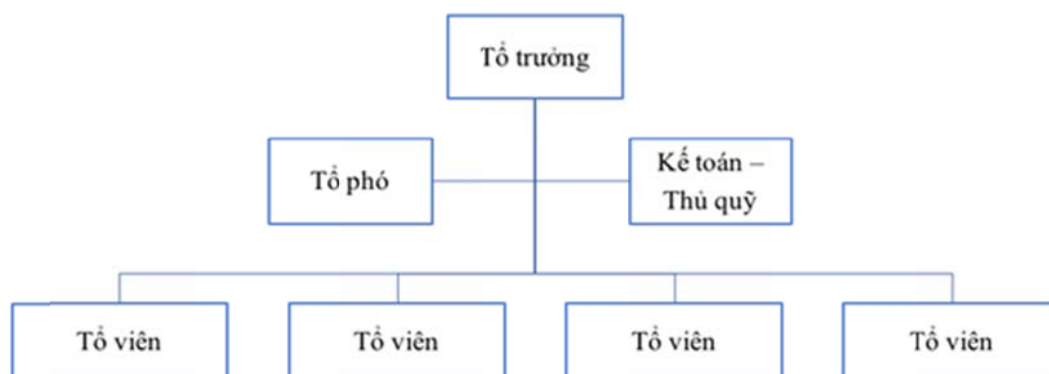 Tổ trưởng
Tổ phó
Kế toán –
Thủ quỹ
Tổ viên
Tổ viên
Tổ viên
Tổ viên